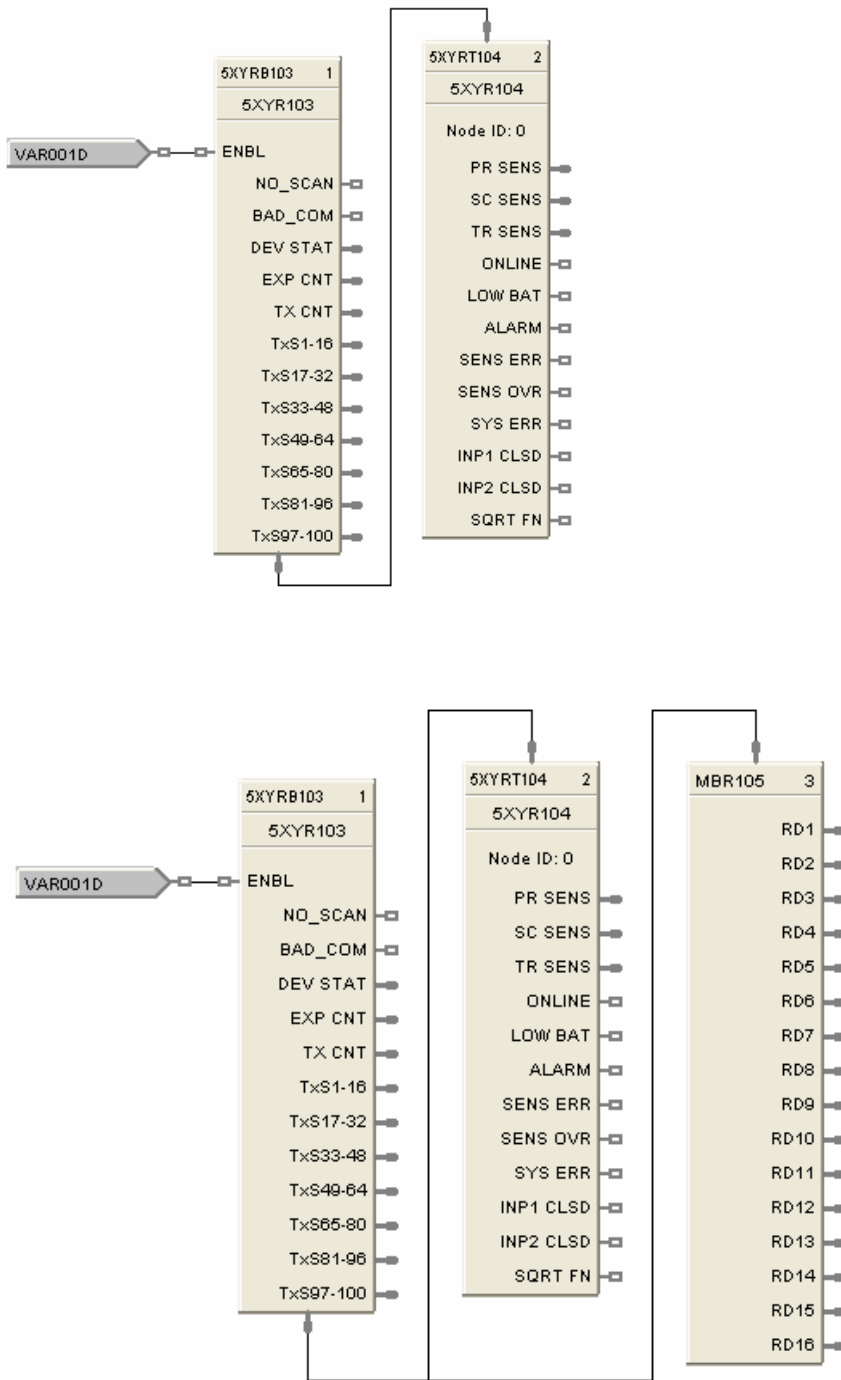 5XYRB103 1
5XYR103
VAR001D
ENBL
NO_SCAN
BAD_COM
DEV STAT
EXP CNT
TX CNT
TxS1-16
TxS17-32
TxS33-48
TxS49-64
TxS65-80
TxS81-96
TxS97-100
5XYRT104 2
5XYR104
Node ID: 0
PR SENS
SC SENS
TR SENS
ONLINE
LOW BAT
ALARM
SENS ERR
SENS OVR
SYS ERR
INP1 CLSD
INP2 CLSD
SQRT FN
5XYRB103 1
5XYR103
VAR001D
ENBL
NO_SCAN
BAD_COM
DEV STAT
EXP CNT
TX CNT
TxS1-16
TxS17-32
TxS33-48
TxS49-64
TxS65-80
TxS81-96
TxS97-100
5XYRT104 2
5XYR104
Node ID: 0
PR SENS
SC SENS
TR SENS
ONLINE
LOW BAT
ALARM
SENS ERR
SENS OVR
SYS ERR
INP1 CLSD
INP2 CLSD
SQRT FN
MBR105 3
RD1
RD2
RD3
RD4
RD5
RD6
RD7
RD8
RD9
RD10
RD11
RD12
RD13
RD14
RD15
RD16